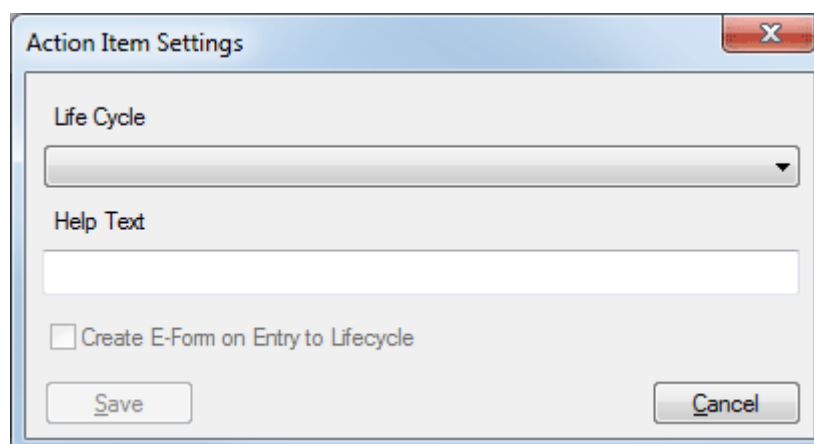 Action Item Settings
Life Cycle
Help Text
Create E-Form on Entry to Lifecycle
Save
Cancel